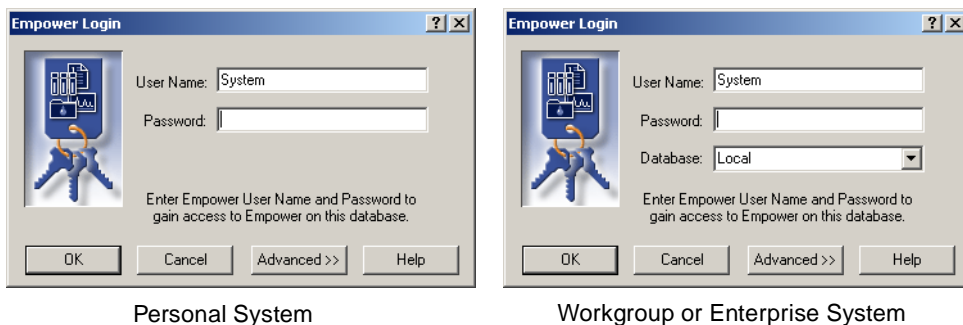 Empower Login
User Name: System
Password:
Enter Empower User Name and Password to
gain access to Empower on this database.
OK Cancel Advanced >> Help
Personal System
Empower Login
User Name: System
Password:
Database: Local
Enter Empower User Name and Password to
gain access to Empower on this database.
OK Cancel Advanced >> Help
Workgroup or Enterprise System